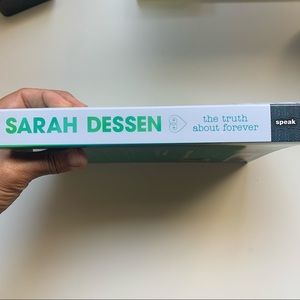 SARAH DESSEN
the truth
about forever
speak